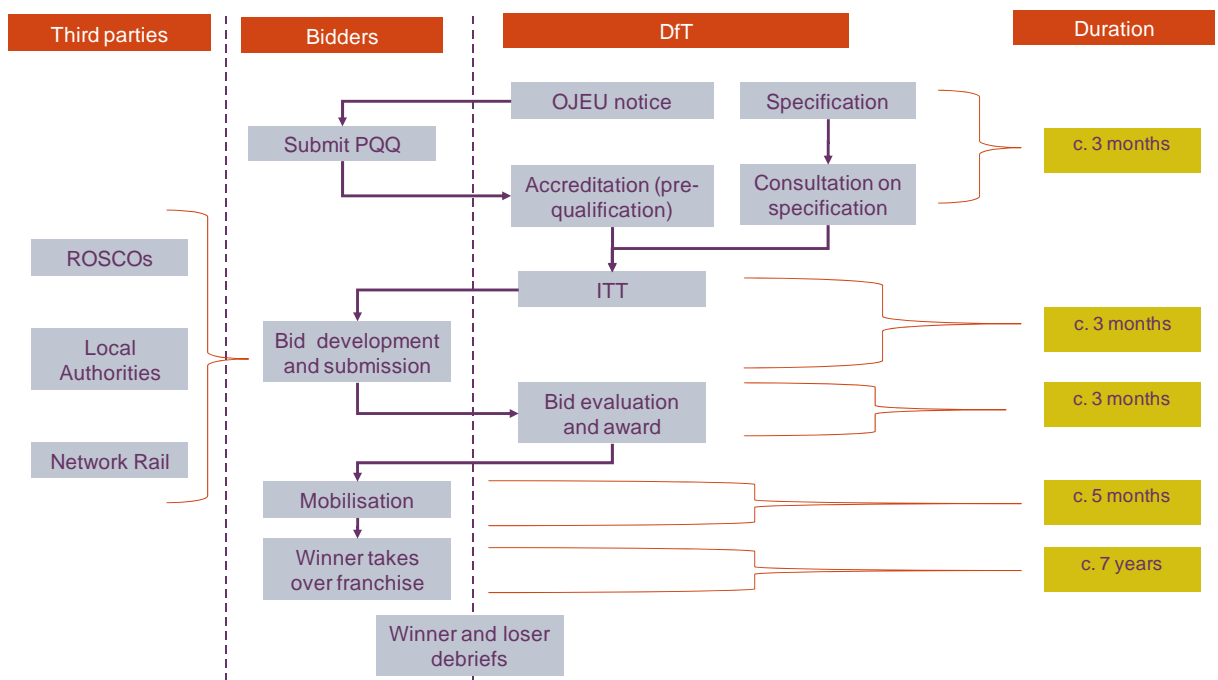 Third parties
Bidders
DfT
Duration
OJEU notice
Specification
Submit PQQ
c. 3 months
Accreditation (pre-
qualification)
Consultation on
specification
ROSCOs
ITT
Local
Authorities
Bid development
and submission
c. 3 months
Bid evaluation
and award
c. 3 months
Network Rail
Mobilisation
c. 5 months
Winner takes
over franchise
c. 7 years
Winner and loser
debriefs